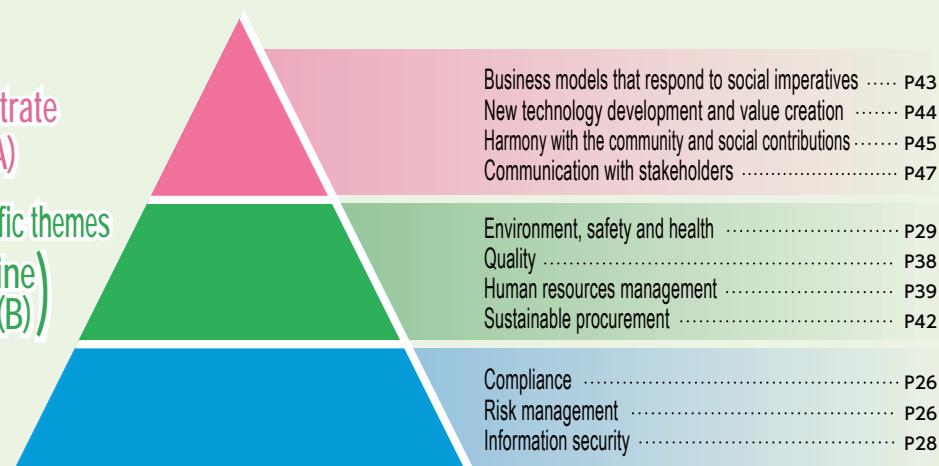 Business models that respond to social imperatives ····· P43
New technology development and value creation ······· P44
trate
Harmony with the community and social contributions ······· P45
A)
Communication with stakeholders ························ P47
fic themes
Environment, safety and health ··························· P29
Quality ······················································ P38
ine
Human resources management ··························· P39
(B))
Sustainable procurement ·································· P42
Compliance ················································ P26
Risk management ········································ P26
Information security ······································· P28